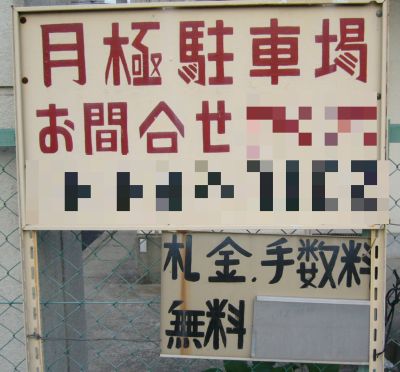 月極駐車場
お問合せ
札金.手数料
無料